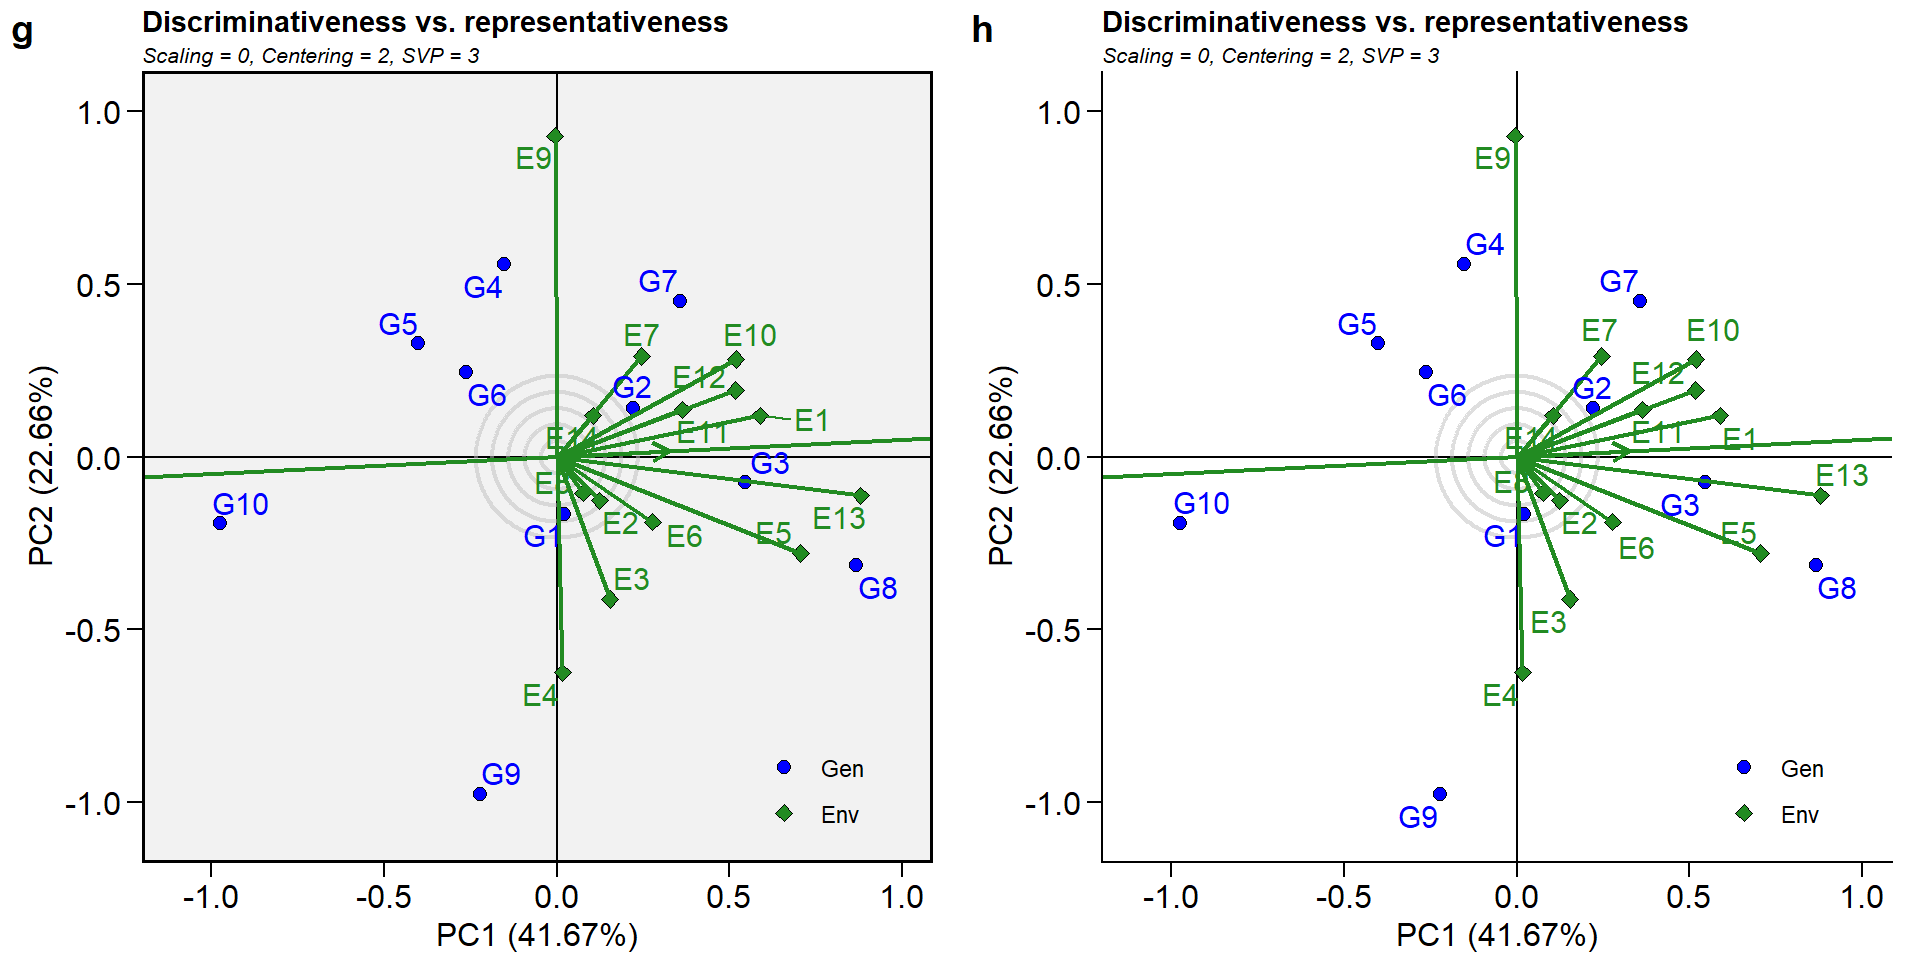 g
Discriminativeness vs. representativeness
Scaling = 0, Centering = 2, SVP = 3
1.0
0.5
0.0
-0.5
-1.0
PC2 (22.66%)
E9
G4
G7
G5
E7
E10
G6
G2
E12
E1
E11
G3
G10
E2
E13
G1
E6
E5
E3
G8
E4
G9
Gen
Env
-1.0
-0.5
0.0
0.5
1.0
PC1 (41.67%)
h
Discriminativeness vs. representativeness
Scaling = 0, Centering = 2, SVP = 3
1.0
0.5
0.0
-0.5
-1.0
PC2 (22.66%)
E9
G4
G7
G5
E7
E10
G6
G2
E12
E11
E1
E13
E8
G10
G3
G1
E2
E5
E6
G8
E3
E4
G9
Gen
Env
-1.0
-0.5
0.0
0.5
1.0
PC1 (41.67%)